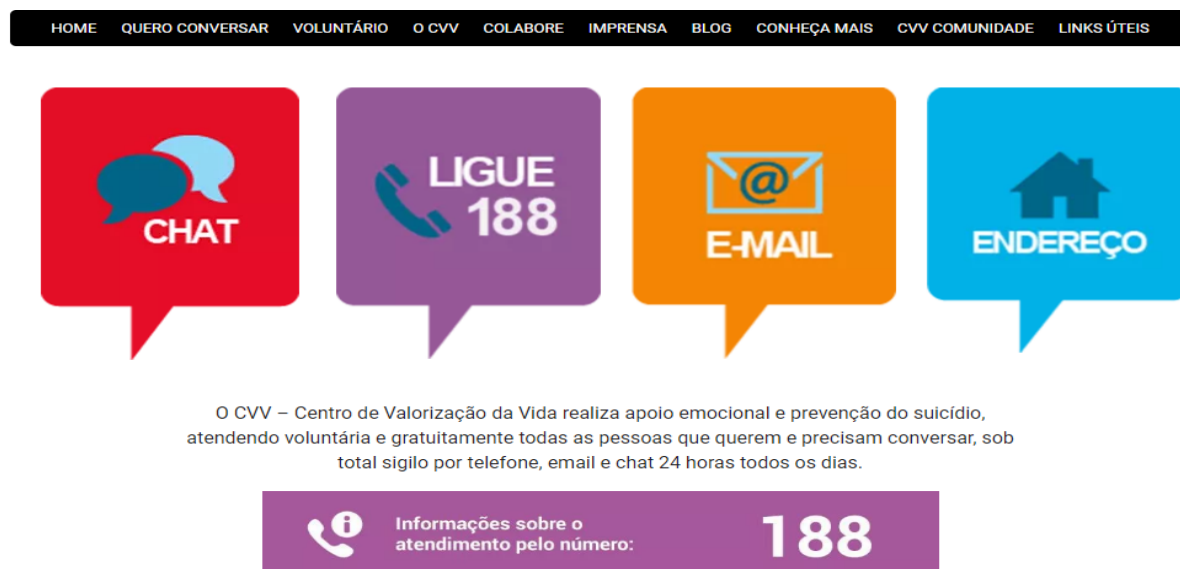 HOME QUERO CONVERSAR VOLUNTÁRIO O CVV COLABORE IMPRENSA BLOG CONHEÇA MAIS CVV COMUNIDADE LINKS ÚTEIS
CHAT
LIGUE
188
@
E-MAIL
ENDEREÇO
O CVV – Centro de Valorização da Vida realiza apoio emocional e prevenção do suicídio,
atendendo voluntária e gratuitamente todas as pessoas que querem e precisam conversar, sob
total sigilo por telefone, email e chat 24 horas todos os dias.
Informações sobre o
atendimento pelo número:
188